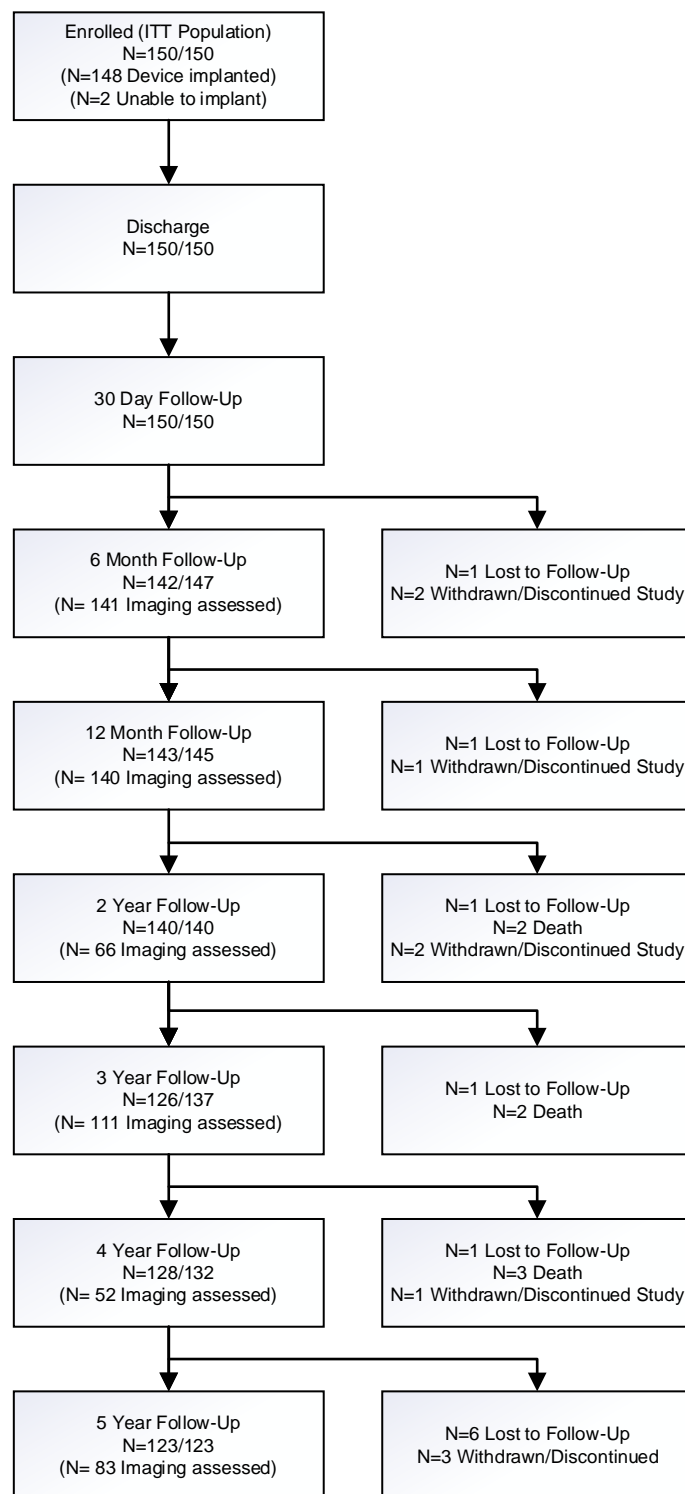 Enrolled (ITT Population)
N=150/150
(N=148 Device implanted)
(N=2 Unable to implant)
Discharge
N=150/150
30 Day Follow-Up
N=150/150
6 Month Follow-Up
N=142/147
(N= 141 Imaging assessed)
N=1 Lost to Follow-Up
N=2 Withdrawn/Discontinued Study
12 Month Follow-Up
N=143/145
(N= 140 Imaging assessed)
N=1 Lost to Follow-Up
N=1 Withdrawn/Discontinued Study
2 Year Follow-Up
N=140/140
(N= 66 Imaging assessed)
N=1 Lost to Follow-Up
N=2 Death
N=2 Withdrawn/Discontinued Study
3 Year Follow-Up
N=126/137
(N= 111 Imaging assessed)
N=1 Lost to Follow-Up
N=2 Death
4 Year Follow-Up
N=128/132
(N= 52 Imaging assessed)
N=1 Lost to Follow-Up
N=3 Death
N=1 Withdrawn/Discontinued Study
5 Year Follow-Up
N=123/123
(N= 83 Imaging assessed)
N=6 Lost to Follow-Up
N=3 Withdrawn/Discontinued